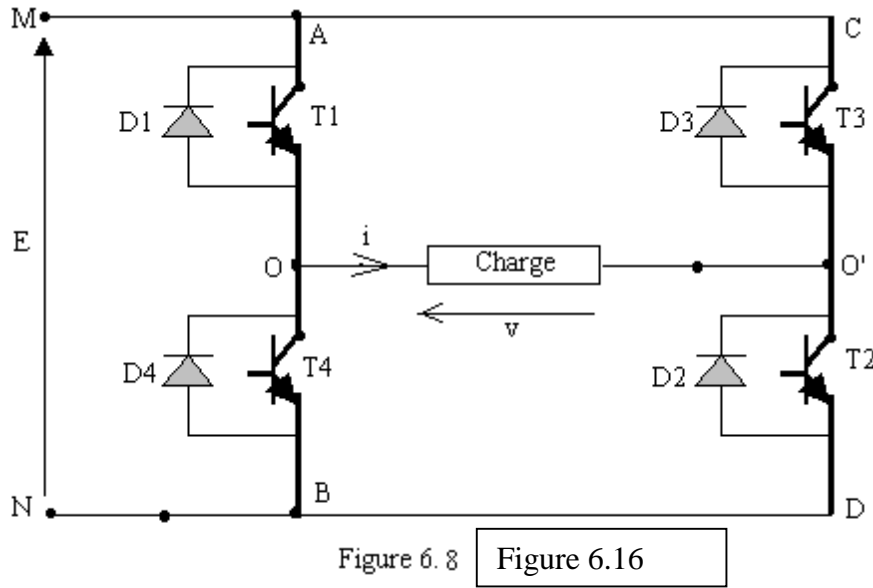 M
A
C
D1
T1
D3
T3
E
i
O
Charge
O'
v
D4
T4
D2
T2
N
B
D
Figure 6. 8
Figure 6.16